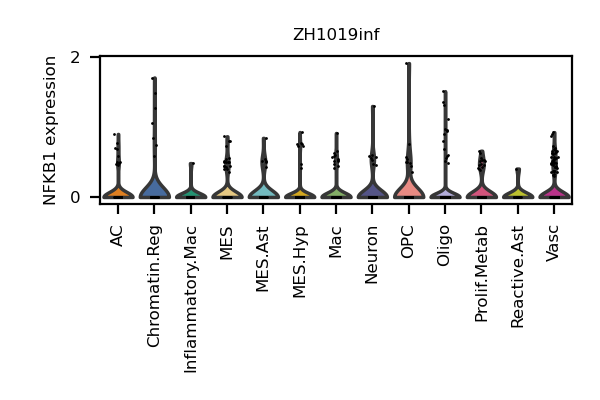 ZH1019inf
NFKB1 expression
2
0
AC
Chromatin.Reg
Inflammatory.Mac
MES
MES.Ast
MES.Hyp
Mac
Neuron
OPC
Oligo
Prolif.Metab
Reactive.Ast
Vasc